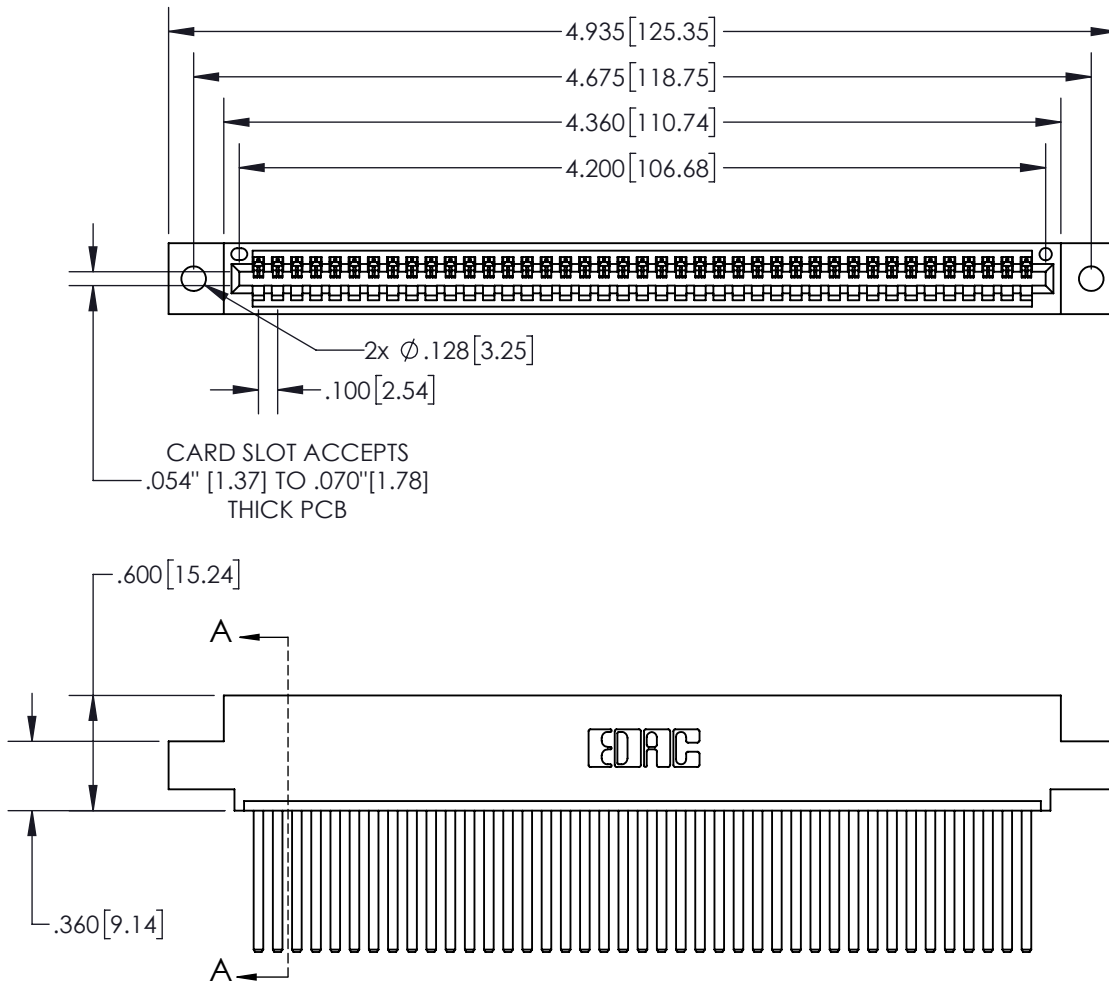 4.935[125.35]
4.675[118.75]
4.360[110.74]
4.200[106.68]
2x ∅.128[3.25]
.100[2.54]
CARD SLOT ACCEPTS
.054" [1.37] TO .070"[1.78]
THICK PCB
.600[15.24]
A
EDAC
.360[9.14]
A